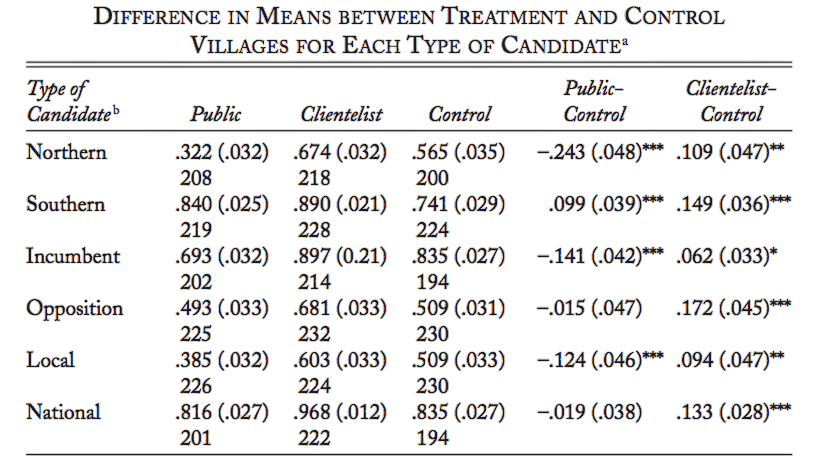 DIFFERENCE IN MEANS BETWEEN TREATMENT AND CONTROL
VILLAGES FOR EACH TYPE OF CANDIDATEa
Type of Public– Clientelist–
Candidateb Public Clientelist Control Control Control
Northern .322 (.032) .674 (.032) .565 (.035) –.243 (.048)*** .109 (.047)**
208 218 200
Southern .840 (.025) .890 (.021) .741 (.029) .099 (.039)*** .149 (.036)***
219 228 224
Incumbent .693 (.032) .897 (0.21) .835 (.027) –.141 (.042)*** .062 (.033)*
202 214 194
Opposition .493 (.033) .681 (.033) .509 (.031) –.015 (.047) .172 (.045)***
225 232 230
Local .385 (.032) .603 (.033) .509 (.033) –.124 (.046)*** .094 (.047)**
226 224 230
National .816 (.027) .968 (.012) .835 (.027) –.019 (.038) .133 (.028)***
201 222 194